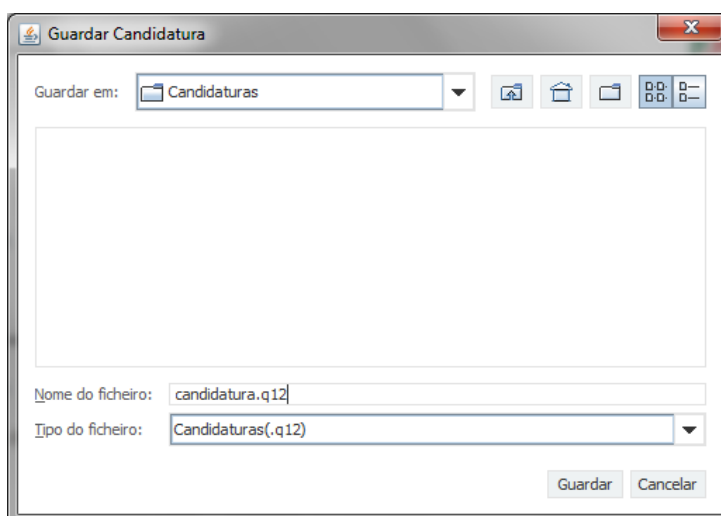 Guardar Candidatura
Guardar em: Candidaturas
Nome do ficheiro: candidatura.q12
Tipo do ficheiro: Candidaturas(.q12)
Guardar Cancelar